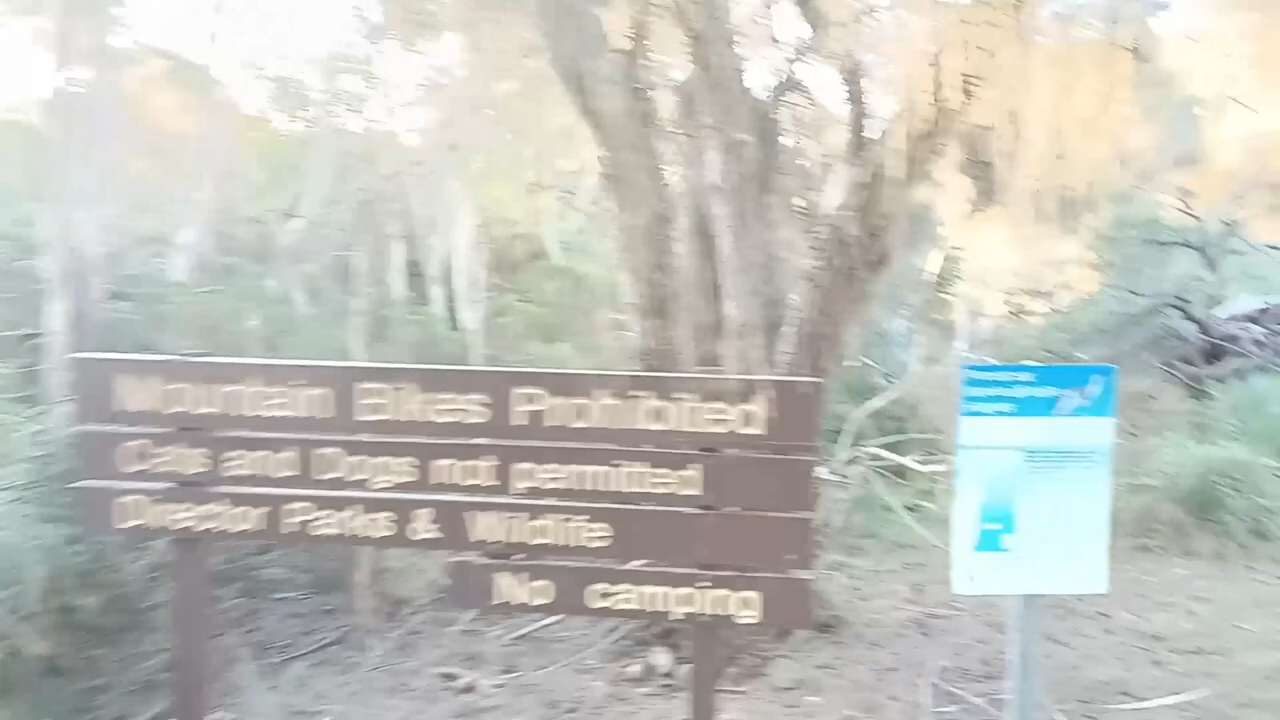 Mountain Bikes Prohibited
Cats and Dogs not permitted
Director Parks & Wildlife
No camping